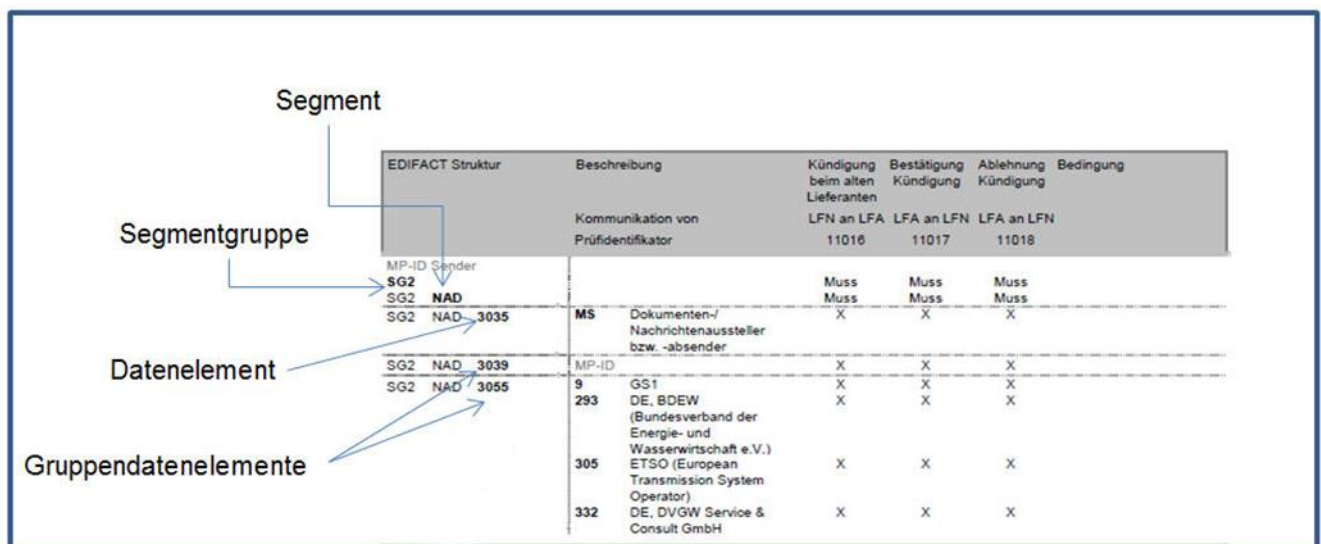 Segment
Segmentgruppe
Datenelement
Gruppendatenelemente
EDIFACT Struktur Beschreibung Kündigung Bestätigung Ablehnung Bedingung
beim alten Kündigung Kündigung
Lieferanten
Kommunikation von LFN an LFA LFA an LFN LFA an LFN
Prüfidentifikator 11016 11017 11018
MP-ID Sender
SG2 Muss Muss Muss
SG2 NAD Muss Muss Muss
SG2 NAD 3035 MS Dokumenten-/ X X X
Nachrichtenaussteller
bzw. -absender
SG2 NAD 3039 MP-ID X X X
SG2 NAD 3055 9 GS1 X X X
293 DE, BDEW X X X
(Bundesverband der
Energie- und
Wasserwirtschaft e.V.)
305 ETSO (European X X X
Transmission System
Operator)
332 DE, DVGW Service & X X X
Consult GmbH